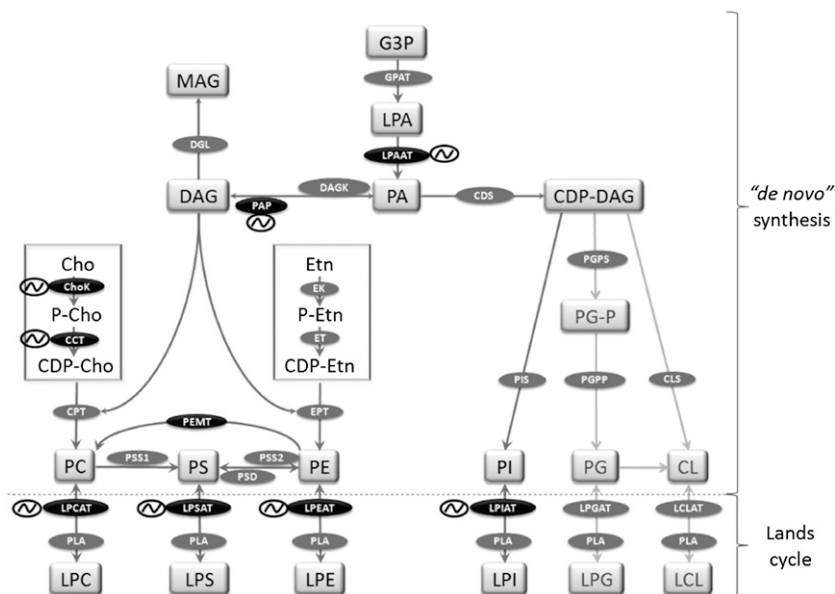 G3P
GPAT
MAG
LPA
DGL
LPAAT
DAG
DAGK
PAP
PA
CDS
CDP-DAG
"de novo"
synthesis
Cho
ChoK
P-Cho
CCT
CDP-Cho
Etn
EK
P-Etn
ET
CDP-Etn
PGPS
PG-P
PIS
PGPP
CLS
CPT
PEMT
EPT
PC
PSS1
PS
PSS2
PSD
PE
PI
PG
CL
LPCAT
LPSAT
LPEAT
LPIAT
LPGAT
LCLAT
PLA
PLA
PLA
PLA
PLA
PLA
Lands
cycle
LPC
LPS
LPE
LPI
LPG
LCL